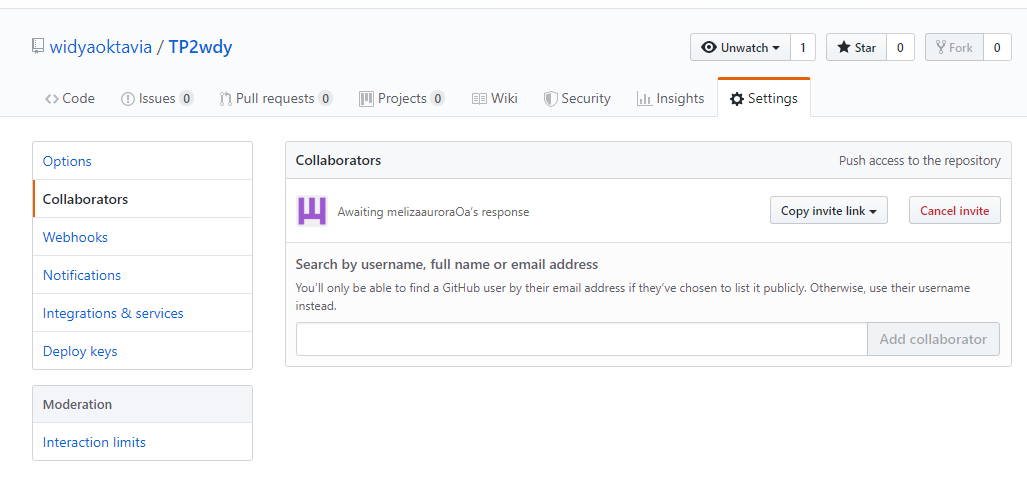 widyaoktavia / TP2wdy
Unwatch 1 Star 0 Fork 0
Code Issues 0 Pull requests 0 Projects 0 Wiki Security Insights Settings
Options
Collaborators
Webhooks
Notifications
Integrations & services
Deploy keys
Moderation
Interaction limits
Collaborators Push access to the repository
Awaiting melizaauroraOa's response Copy invite link Cancel invite
Search by username, full name or email address
You'll only be able to find a GitHub user by their email address if they've chosen to list it publicly. Otherwise, use their username
instead.
Add collaborator